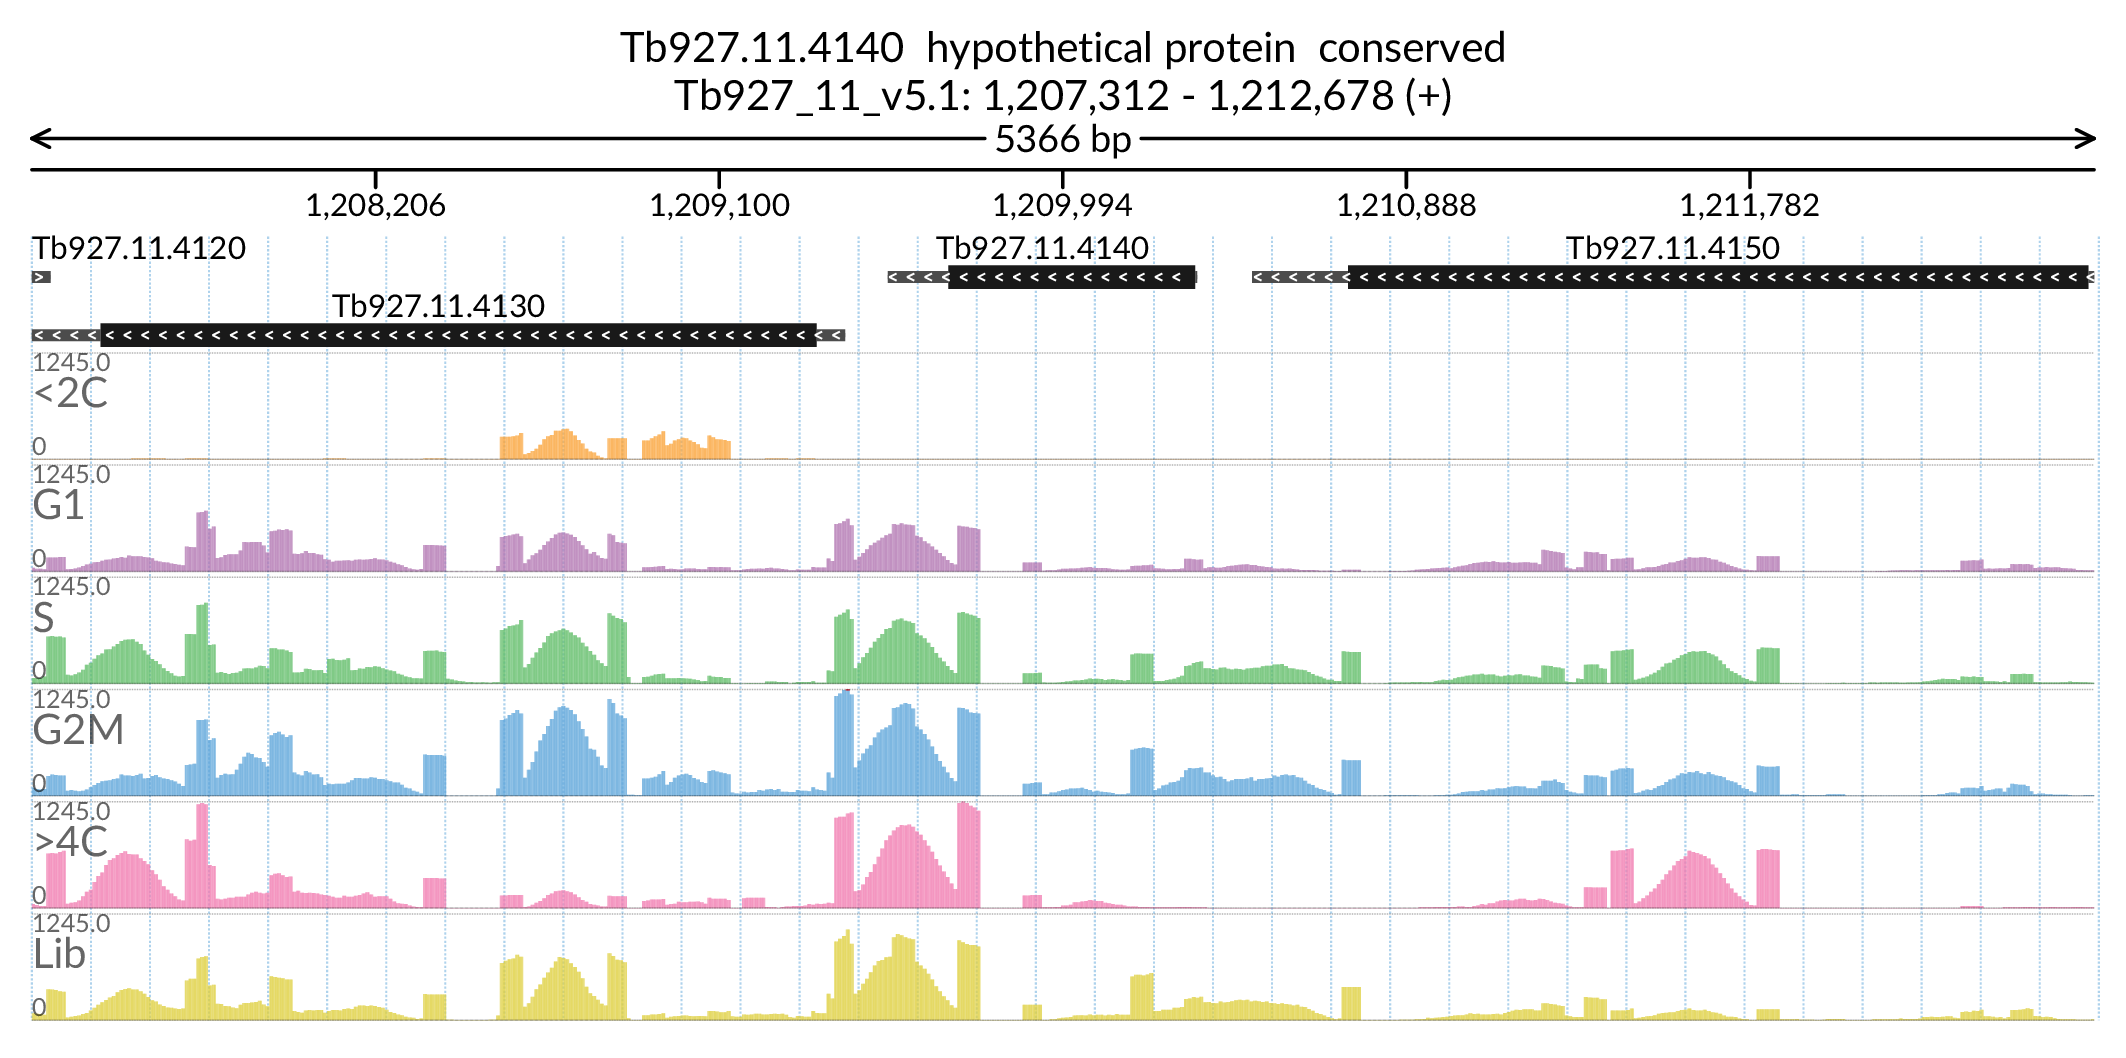 Tb927.11.4140  hypothetical protein  conserved
Tb927_11_v5.1: 1,207,312 - 1,212,678 (+)
5366 bp
1,208,206 1,209,100 1,209,994 1,210,888 1,211,782
Tb927.11.4120 Tb927.11.4140 Tb927.11.4150
Tb927.11.4130
1245.0
<2C
0
1245.0
G1
0
1245.0
S
0
1245.0
G2M
0
1245.0
>4C
0
1245.0
Lib
0